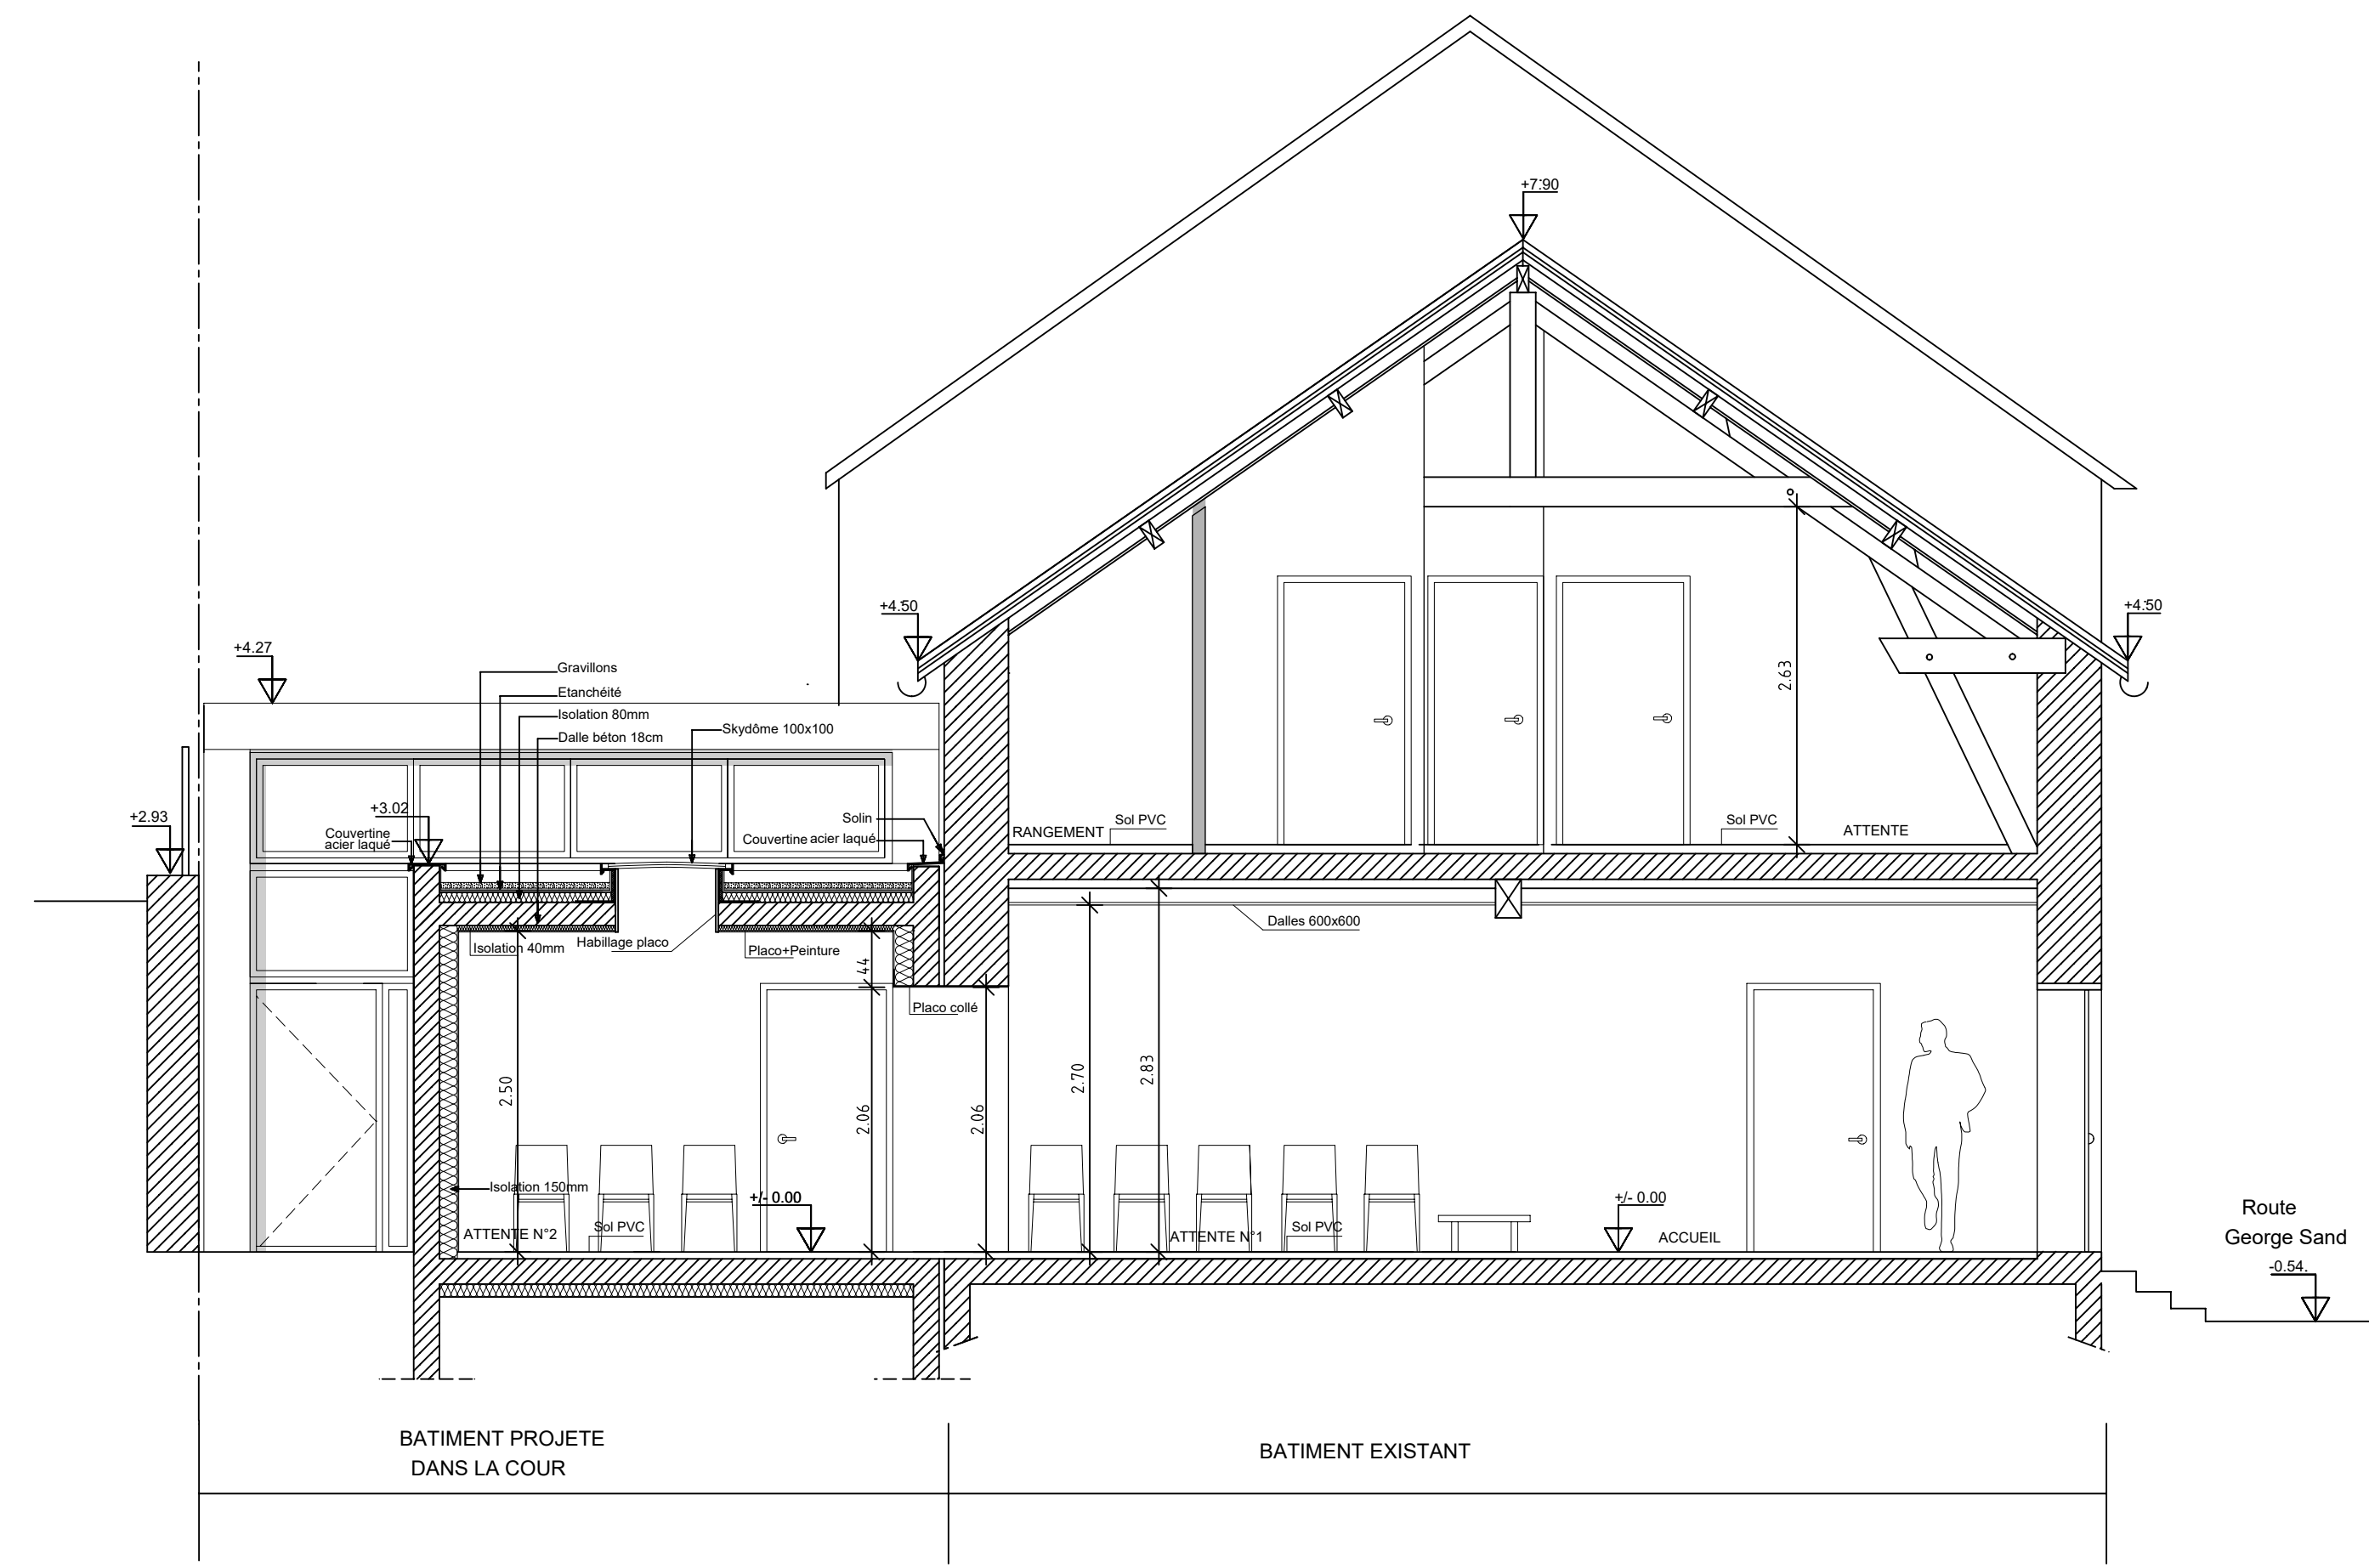 +7.90
+4.50
+4.50
+4.27
Gravillons
Etanchéité
Isolation 80mm
Dalle béton 18cm
Skydôme 100x100
2.63
+3.02
+2.93
Couvertine
acier laqué
Solin
Couvertine acier laqué
RANGEMENT
Sol PVC
Sol PVC
ATTENTE
Isolation 40mm
Habillage placo
Placo+Peinture
44
Dalles 600x600
Placo collé
2.50
2.06
2.06
2.70
2.83
Isolation 150mm
+/- 0.00
+/- 0.00
ATTENTE N°2
Sol PVC
ATTENTE N°1
Sol PVC
ACCUEIL
Route
George Sand
-0.54.
BATIMENT PROJETE
DANS LA COUR
BATIMENT EXISTANT